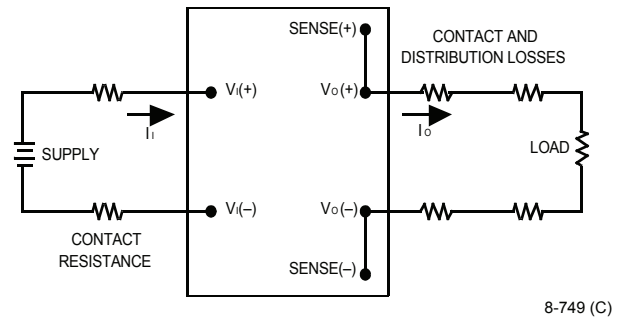 SENSE(+)
CONTACT AND
DISTRIBUTION LOSSES
VI(+)
VO(+)
II
IO
SUPPLY
LOAD
VI(–)
VO(–)
CONTACT
RESISTANCE
SENSE(–)
8-749 (C)